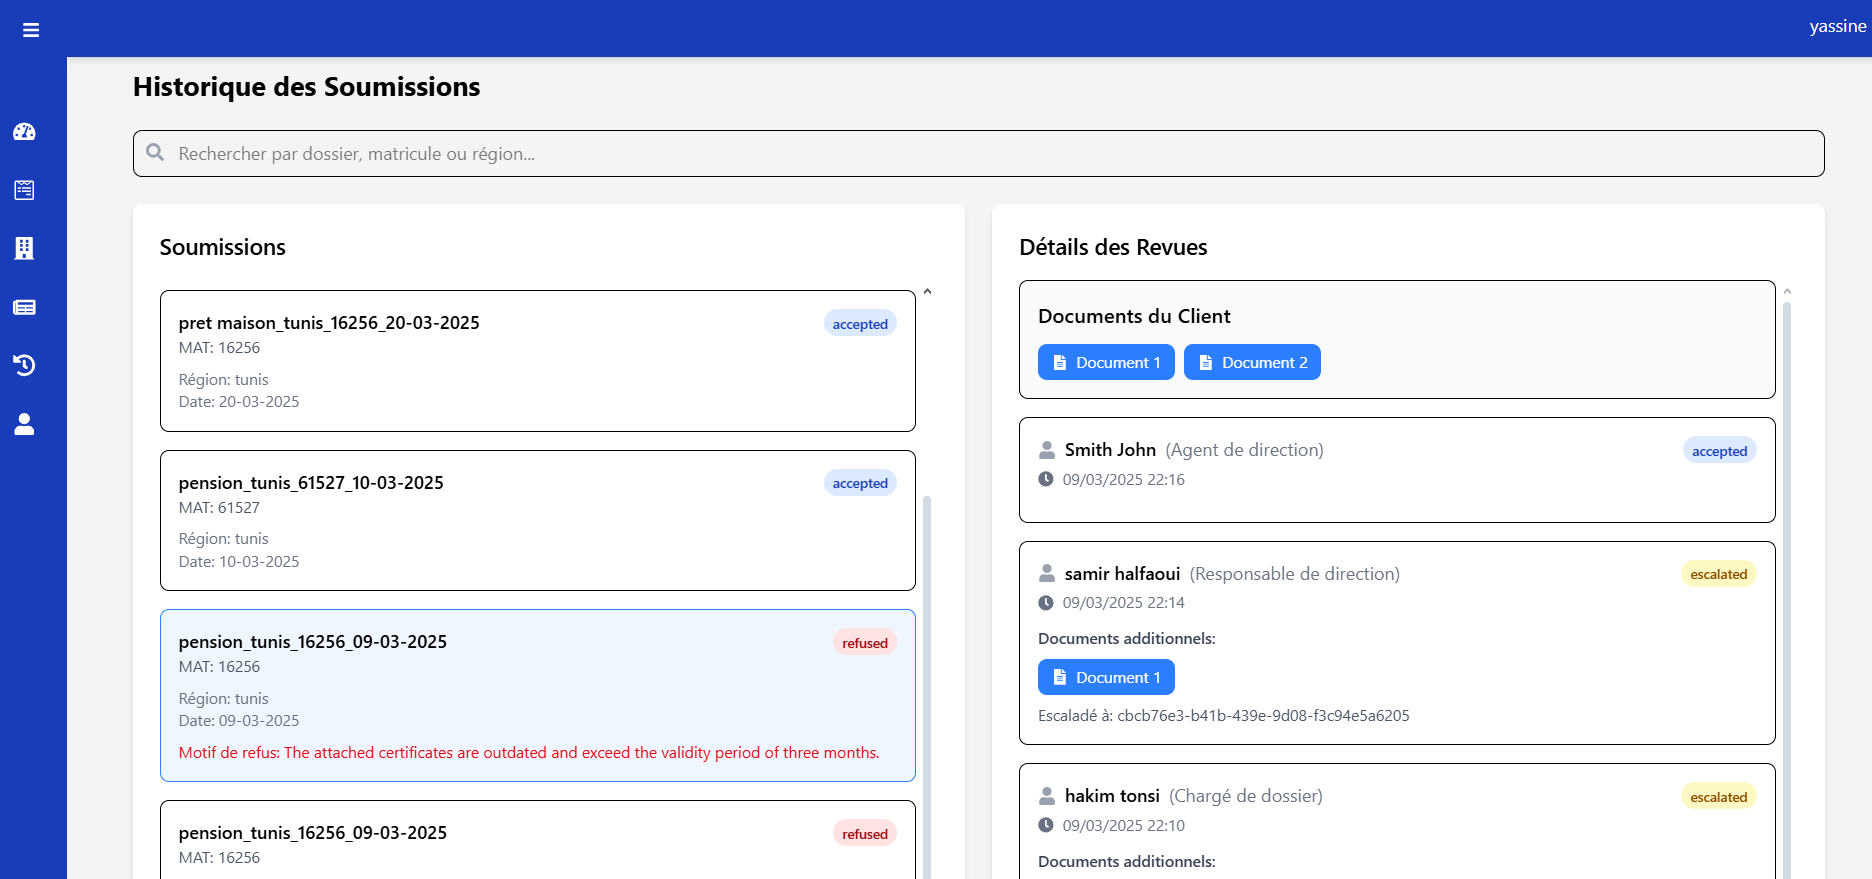 yassine
Historique des Soumissions
Rechercher par dossier, matricule ou région...
Soumissions
pret maison_tunis_16256_20-03-2025
accepted
MAT: 16256
Région: tunis
Date: 20-03-2025
pension_tunis_61527_10-03-2025
accepted
MAT: 61527
Région: tunis
Date: 10-03-2025
pension_tunis_16256_09-03-2025
refused
MAT: 16256
Région: tunis
Date: 09-03-2025
Motif de refus: The attached certificates are outdated and exceed the validity period of three months.
pension_tunis_16256_09-03-2025
refused
MAT: 16256
Détails des Revues
Documents du Client
Document 1
Document 2
Smith John (Agent de direction)
accepted
09/03/2025 22:16
samir halfaoui (Responsable de direction)
escalated
09/03/2025 22:14
Documents additionnels:
Document 1
Escaladé à: cbcb76e3-b41b-439e-9d08-f3c94e5a6205
hakim tonsi (Chargé de dossier)
escalated
09/03/2025 22:10
Documents additionnels: